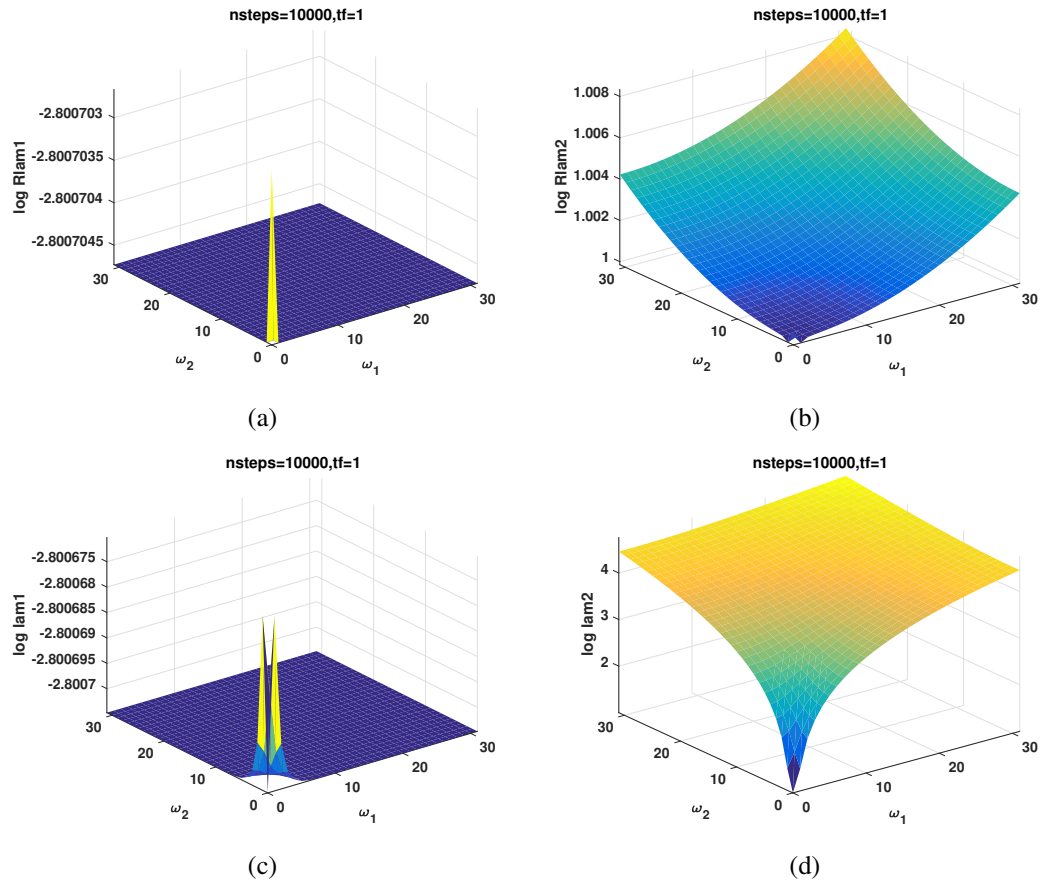 nsteps=10000,tf=1
log Rlam1
-2.800703
-2.8007035
-2.800704
-2.8007045
30
20
10
0
ω2
0
10
20
30
ω1
(a)
nsteps=10000,tf=1
log Rlam2
1.008
1.006
1.004
1.002
1
30
20
10
0
ω2
0
10
20
30
ω1
(b)
nsteps=10000,tf=1
log lam1
-2.800675
-2.80068
-2.800685
-2.80069
-2.800695
-2.8007
30
20
10
0
ω2
0
10
20
30
ω1
(c)
nsteps=10000,tf=1
log lam2
4
3
2
30
20
10
0
ω2
0
10
20
30
ω1
(d)